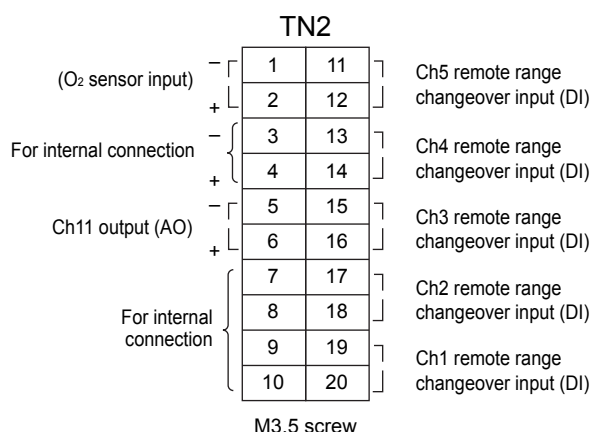 TN2
(O₂ sensor input)
−
+
For internal connection
−
+
Ch11 output (AO)
−
+
For internal
connection
1 11
2 12
3 13
4 14
5 15
6 16
7 17
8 18
9 19
10 20
Ch5 remote range
changeover input (DI)
Ch4 remote range
changeover input (DI)
Ch3 remote range
changeover input (DI)
Ch2 remote range
changeover input (DI)
Ch1 remote range
changeover input (DI)
M3.5 screw